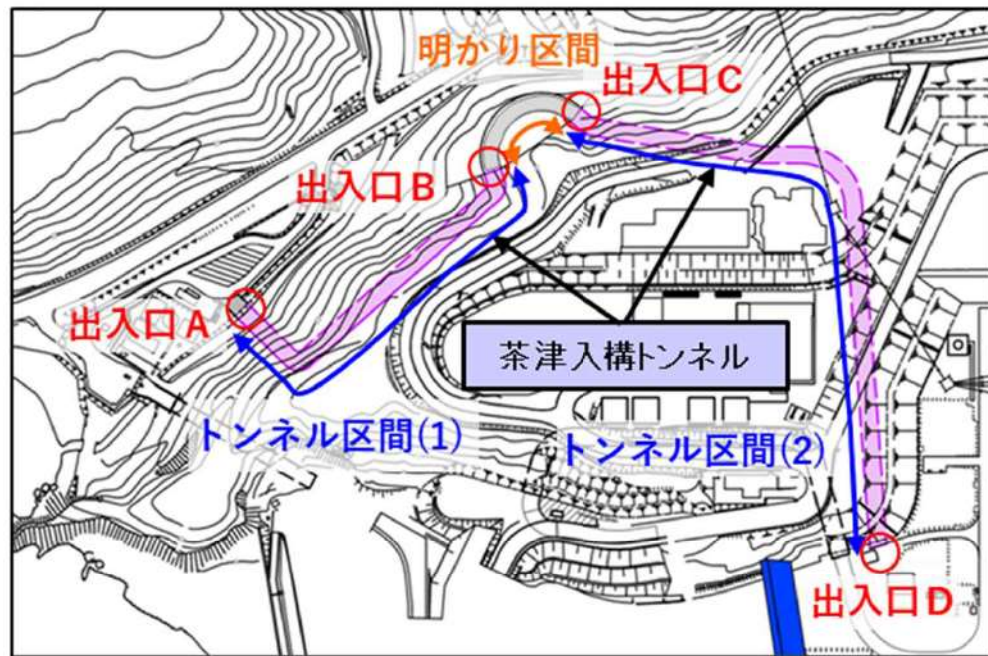 明かり区間
出入口C
出入口B
出入口A
茶津入構トンネル
トンネル区間(1)
トンネル区間(2)
出入口D